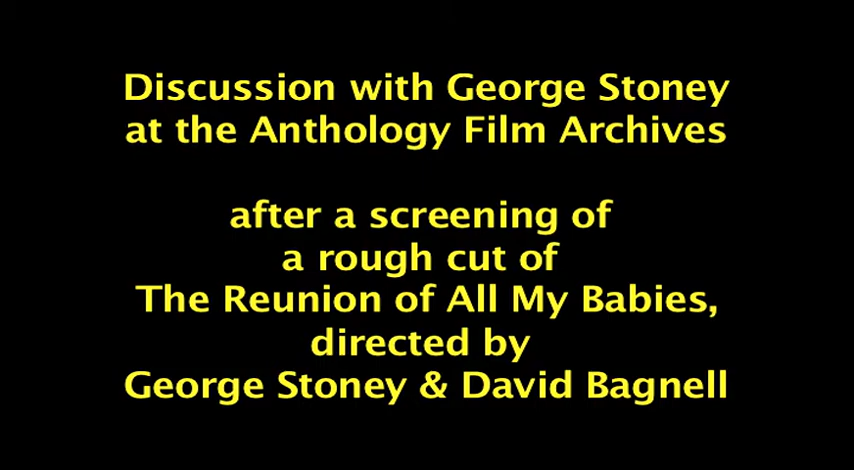 Discussion with George Stoney
at the Anthology Film Archives
after a screening of
a rough cut of
The Reunion of All My Babies,
directed by
George Stoney & David Bagnell